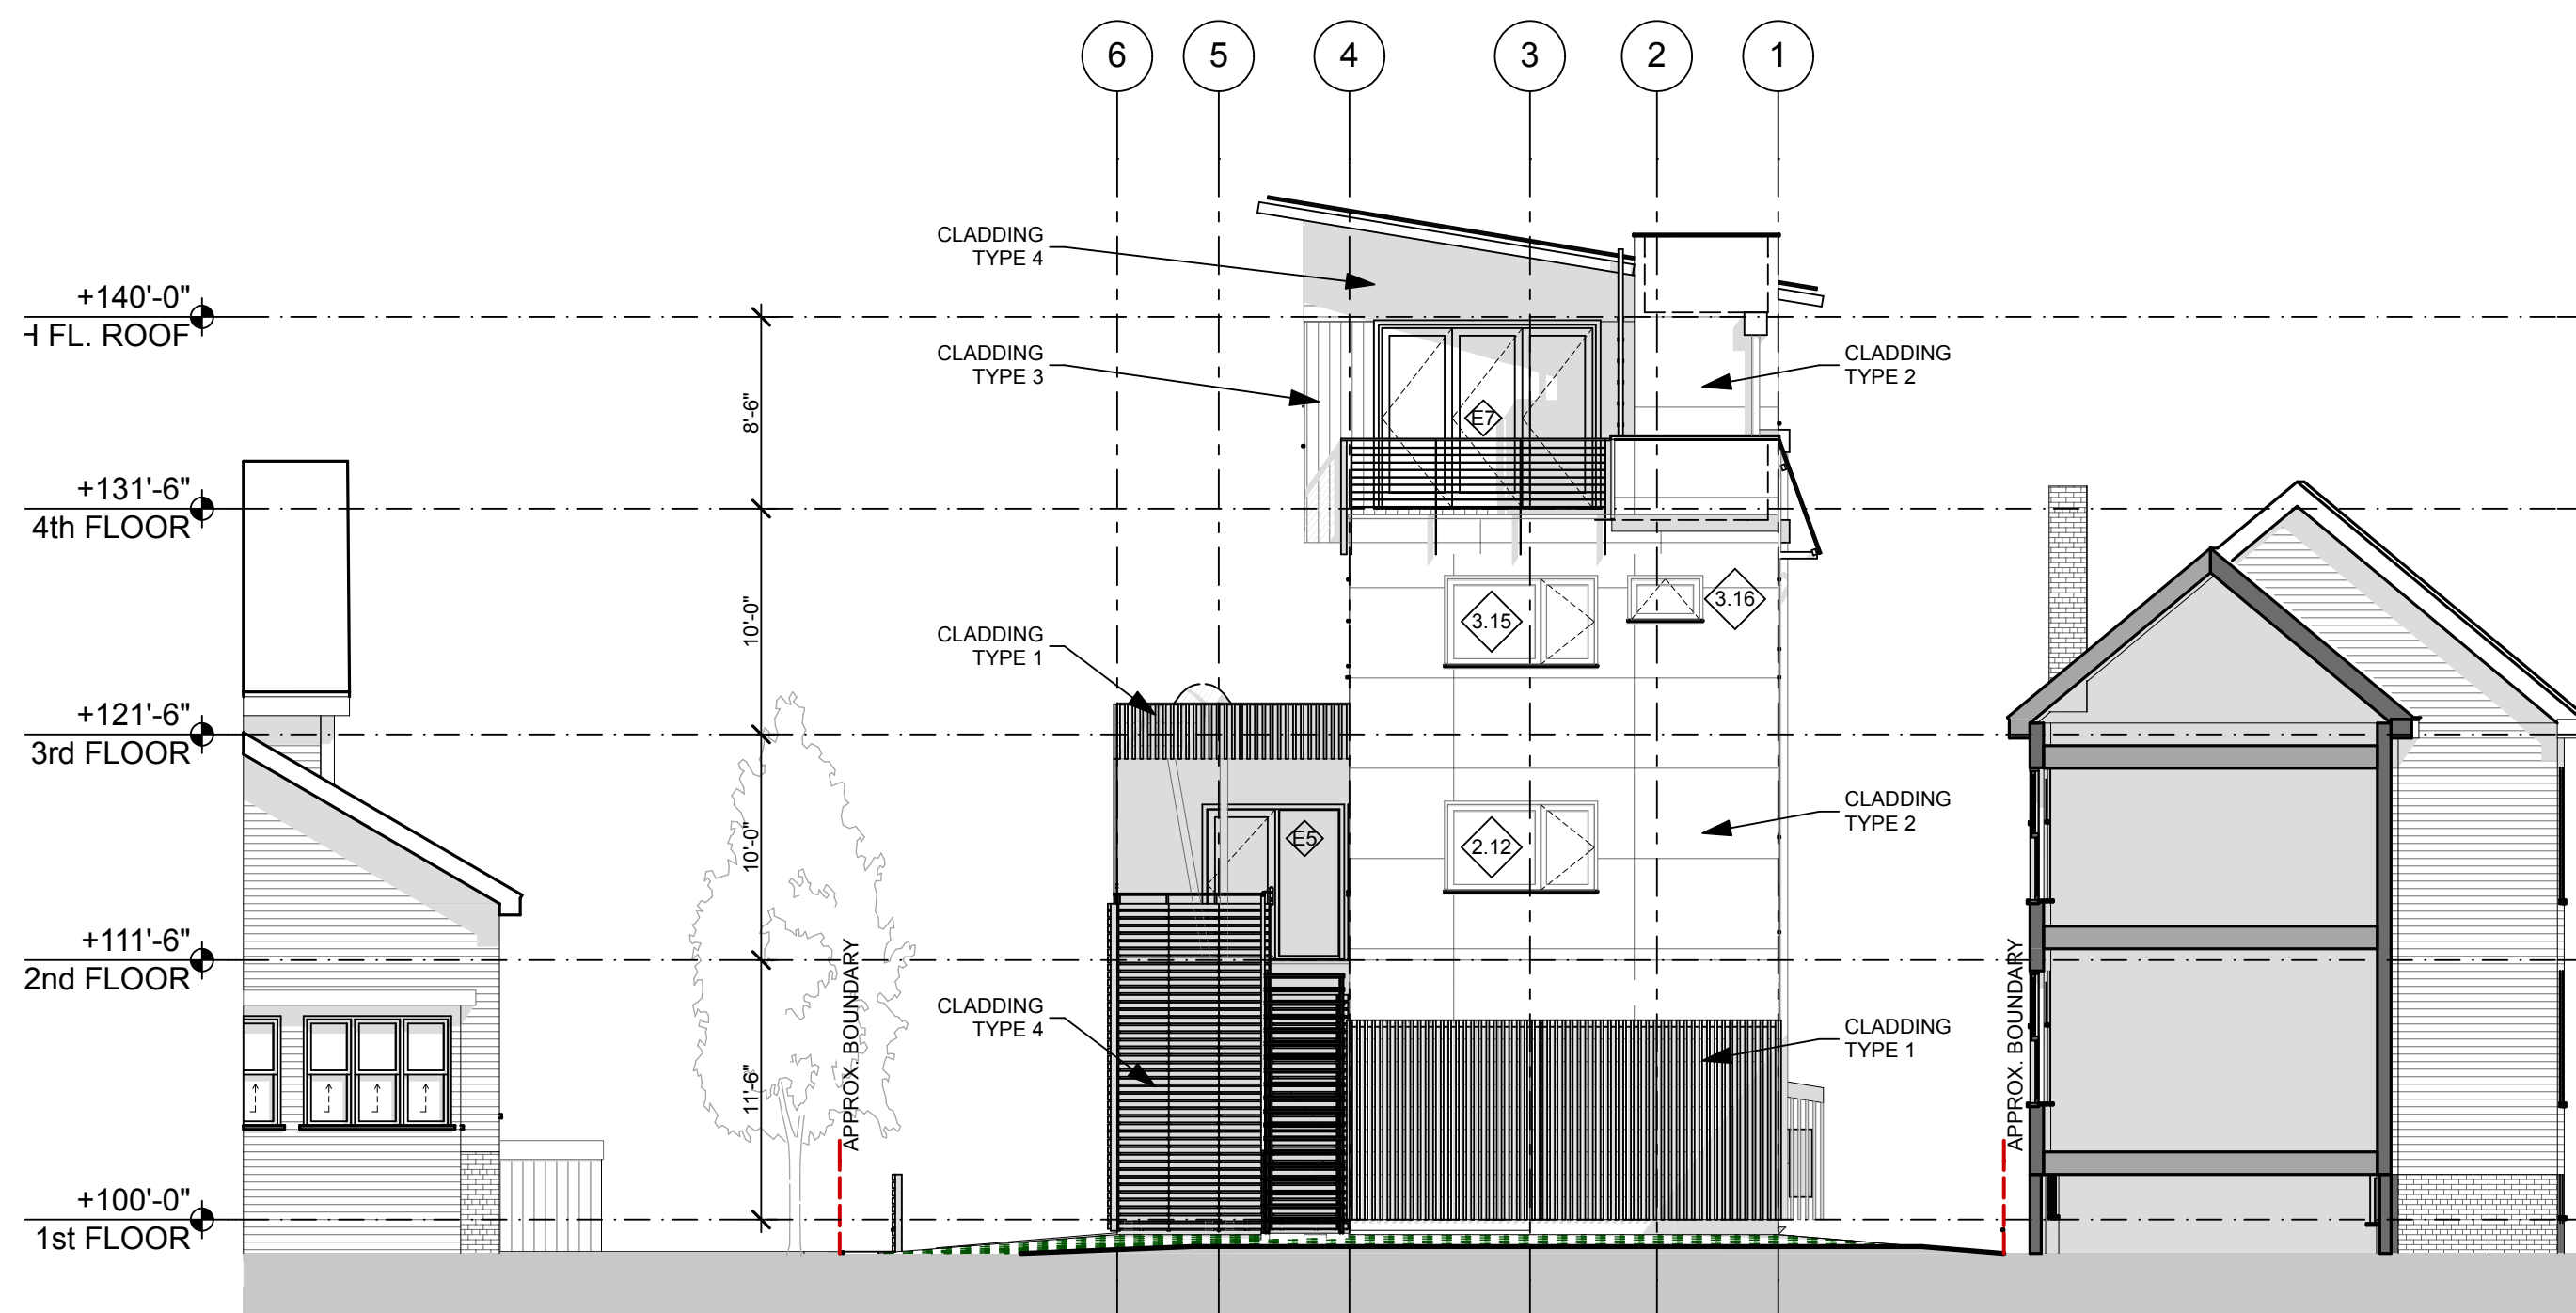 6 5 4 3 2 1
CLADDING
TYPE 4
+140'-0"
H FL. ROOF
CLADDING
TYPE 3
CLADDING
TYPE 2
8'-6"
E7
+131'-6"
4th FLOOR
10'-0"
3.15
3.16
CLADDING
TYPE 1
+121'-6"
3rd FLOOR
10'-0"
E5
2.12
CLADDING
TYPE 2
+111'-6"
2nd FLOOR
APPROX. BOUNDARY
APPROX. BOUNDARY
CLADDING
TYPE 4
CLADDING
TYPE 1
11'-6"
+100'-0"
1st FLOOR